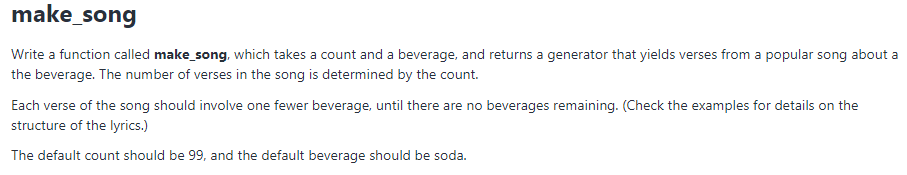 make_song
Write a function called make_song, which takes a count and a beverage, and returns a generator that yields verses from a popular song about a
the beverage. The number of verses in the song is determined by the count.
Each verse of the song should involve one fewer beverage, until there are no beverages remaining. (Check the examples for details on the
structure of the lyrics.)
The default count should be 99, and the default beverage should be soda.